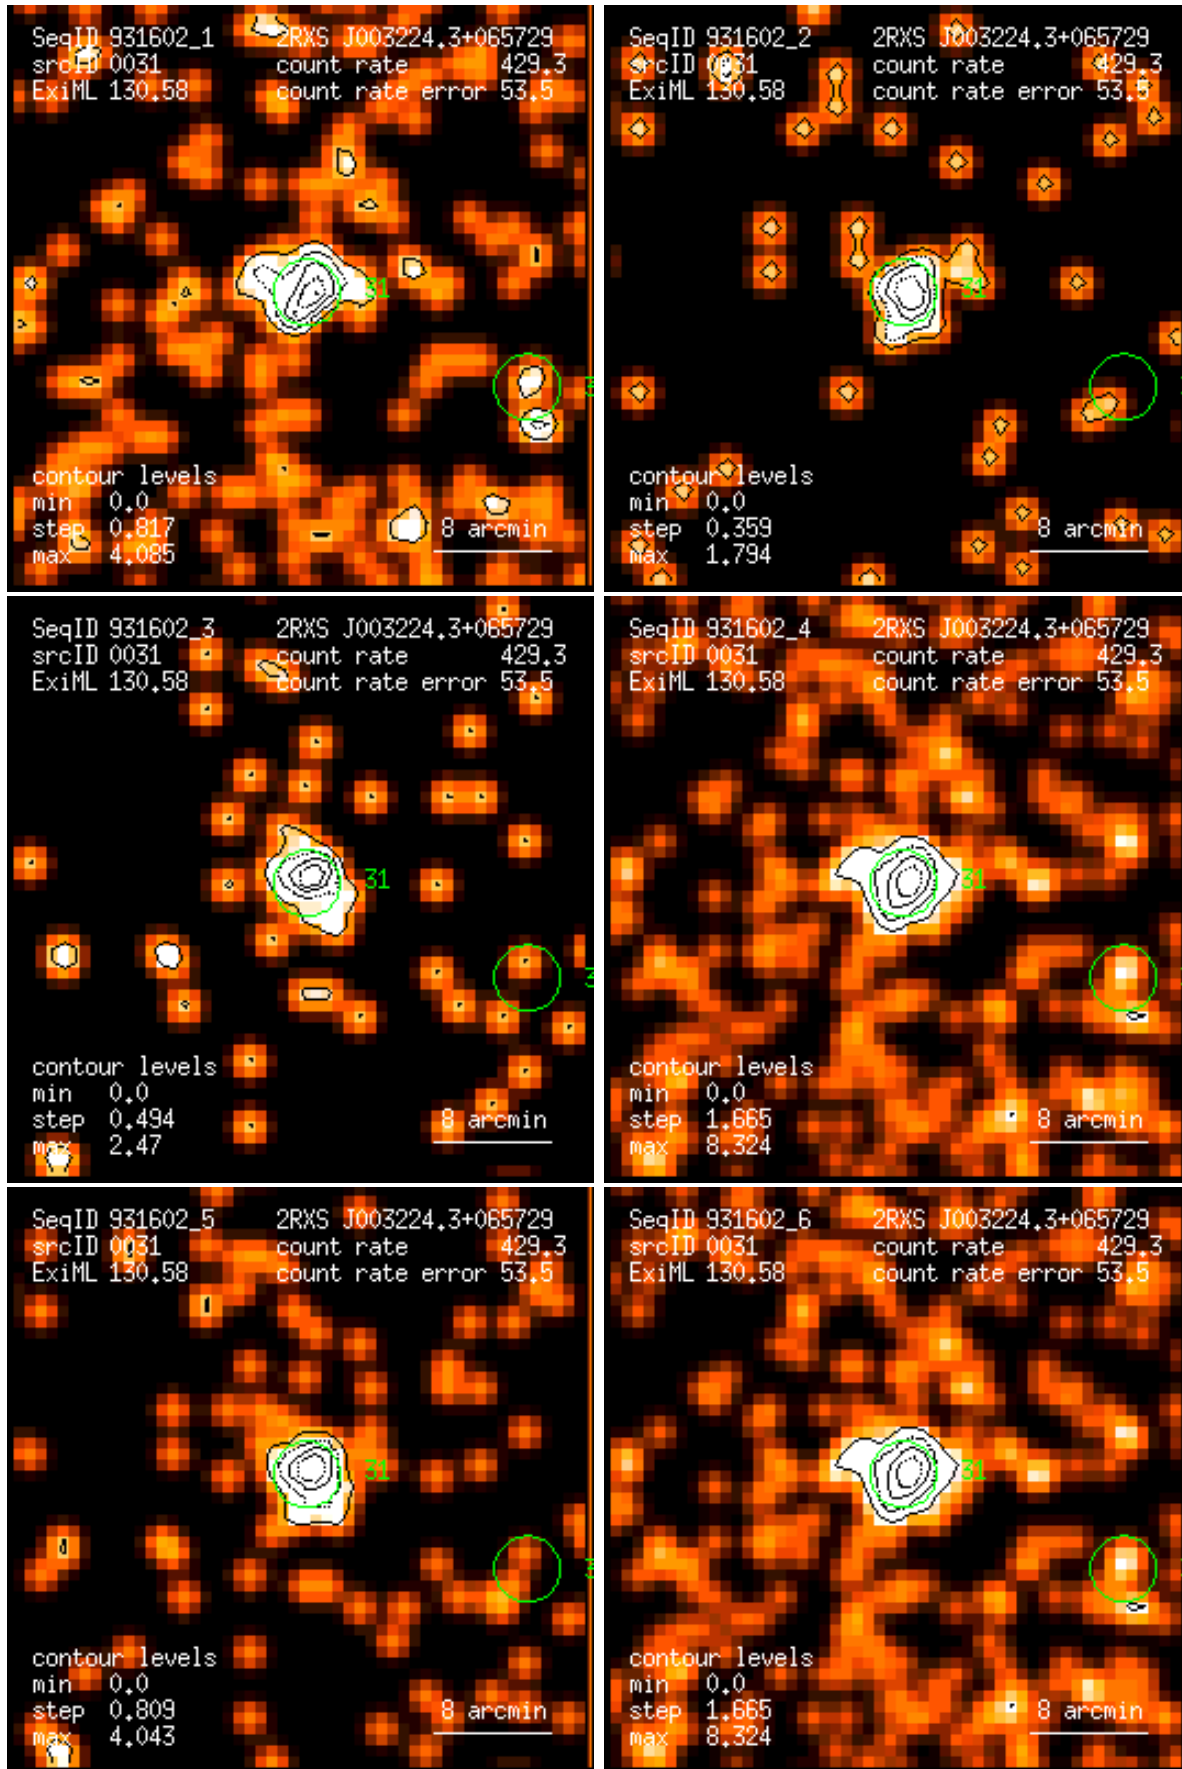 SeqID 931602_1 2RXS J003224.3+065729
srcID 0031 count rate 429.3
ExiML 130.58 count rate error 53.5
31
3
contour levels
min 0.0
step 0.817
max 4.085
8 arcmin
SeqID 931602_2 2RXS J003224.3+065729
srcID 0031 count rate 429.3
ExiML 130.58 count rate error 53.5
31
contour levels
min 0.0
step 0.359
max 1.794
8 arcmin
SeqID 931602_3 2RXS J003224.3+065729
srcID 0031 count rate 429.3
ExiML 130.58 count rate error 53.5
31
3
contour levels
min 0.0
step 0.494
max 2.47
8 arcmin
SeqID 931602_4 2RXS J003224.3+065729
srcID 0031 count rate 429.3
ExiML 130.58 count rate error 53.5
31
contour levels
min 0.0
step 1.665
max 8.324
8 arcmin
SeqID 931602_5 2RXS J003224.3+065729
srcID 0031 count rate 429.3
ExiML 130.58 count rate error 53.5
31
3
contour levels
min 0.0
step 0.809
max 4.043
8 arcmin
SeqID 931602_6 2RXS J003224.3+065729
srcID 0031 count rate 429.3
ExiML 130.58 count rate error 53.5
31
contour levels
min 0.0
step 1.665
max 8.324
8 arcmin